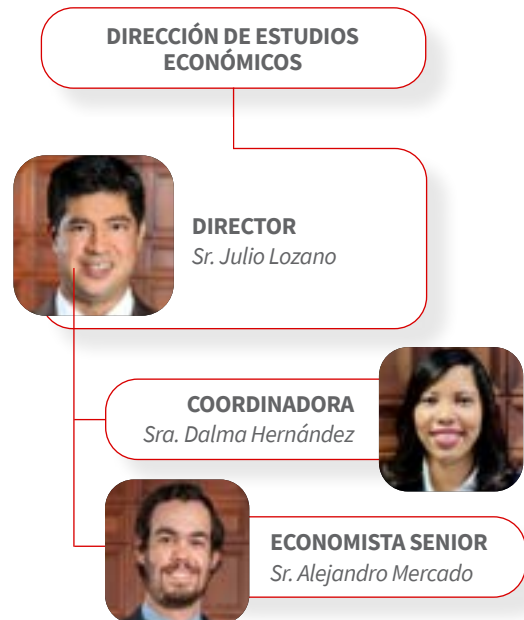 DIRECCIÓN DE ESTUDIOS
ECONÓMICOS
DIRECTOR
Sr. Julio Lozano
COORDINADORA
Sra. Dalma Hernández
ECONOMISTA SENIOR
Sr. Alejandro Mercado